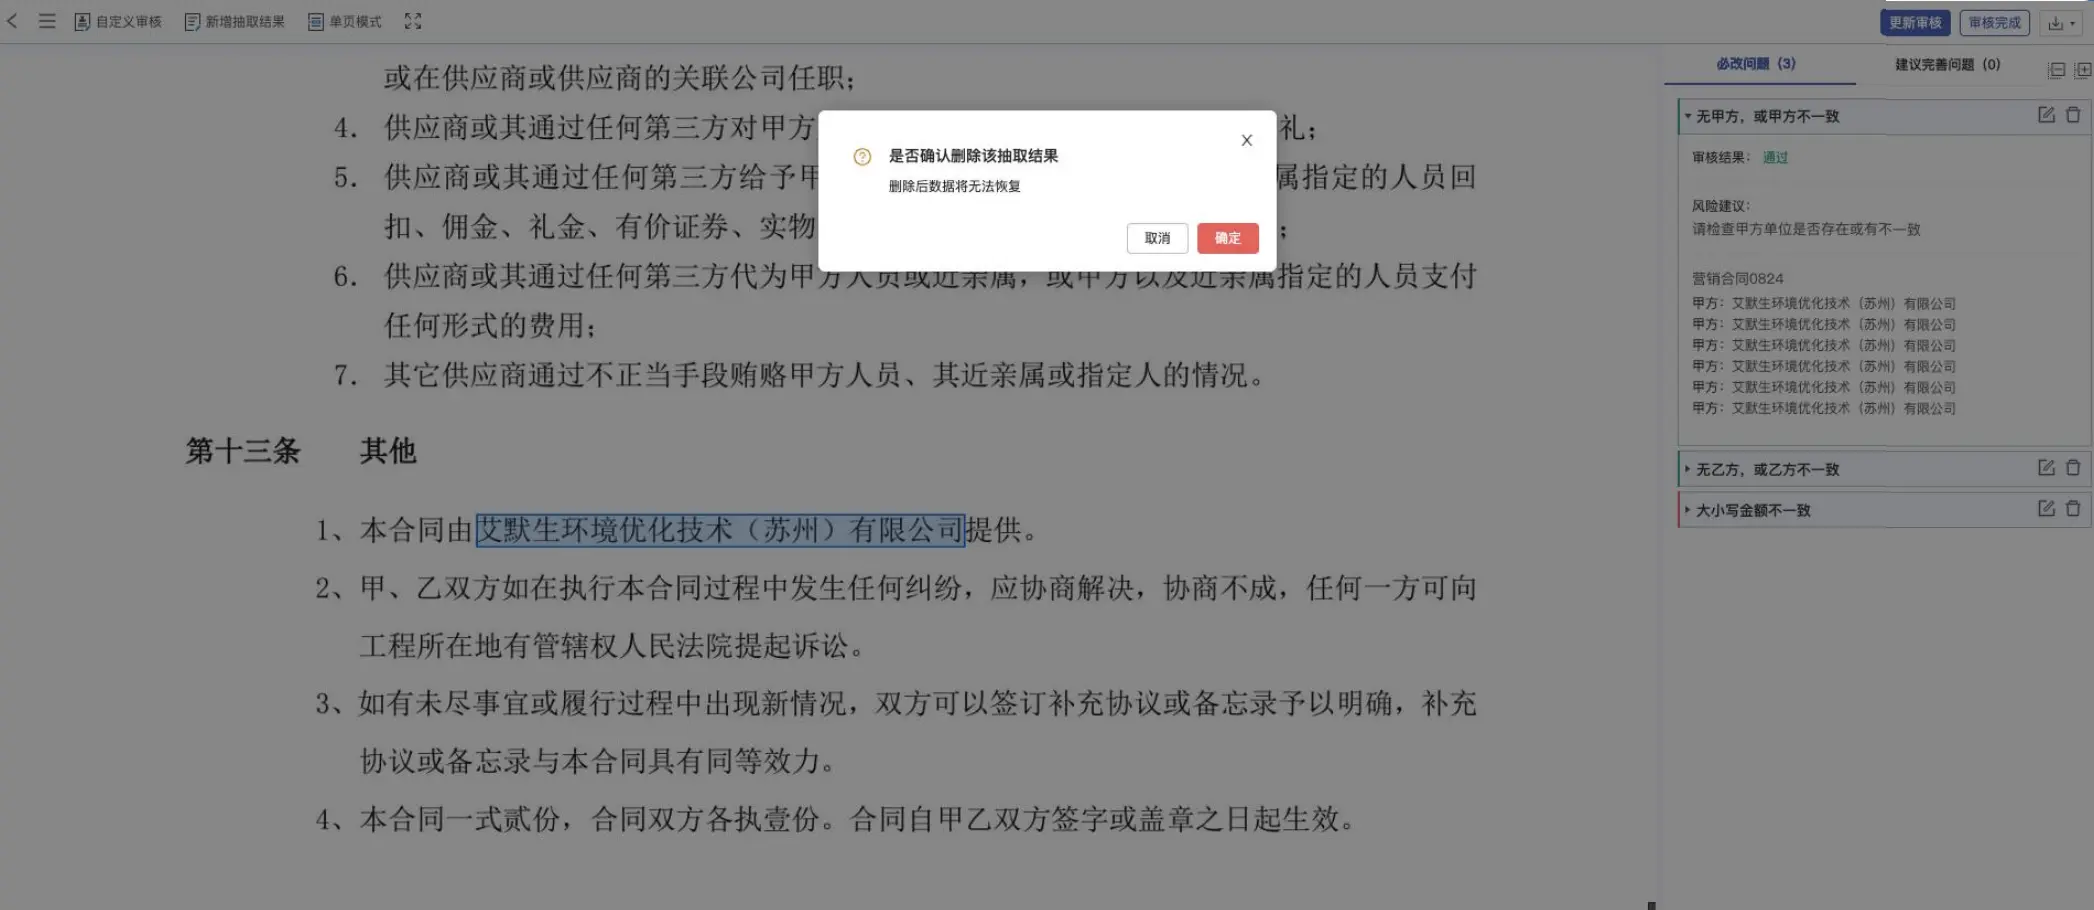 自定义审核 新增抽取结果 单页模式 更新审核 审核完成
或在供应商或供应商的关联公司任职；
4. 供应商或其通过任何第三方对甲方 礼；
5. 供应商或其通过任何第三方给予甲 属指定的人员回
扣、佣金、礼金、有价证券、实物 ；
6. 供应商或其通过任何第三方代为甲方人员或近亲属，或甲方以及近亲属指定的人员支付
任何形式的费用；
7. 其它供应商通过不正当手段贿赂甲方人员、其近亲属或指定人的情况。
第十三条 其他
1、本合同由艾默生环境优化技术（苏州）有限公司提供。
2、甲、乙双方如在执行本合同过程中发生任何纠纷，应协商解决，协商不成，任何一方可向
工程所在地有管辖权人民法院提起诉讼。
3、如有未尽事宜或履行过程中出现新情况，双方可以签订补充协议或备忘录予以明确，补充
协议或备忘录与本合同具有同等效力。
4、本合同一式贰份，合同双方各执壹份。合同自甲乙双方签字或盖章之日起生效。
是否确认删除该抽取结果
删除后数据将无法恢复
取消 确定
必改问题（3） 建议完善问题（0）
无甲方，或甲方不一致
审核结果： 通过
风险建议：
请检查甲方单位是否存在或有不一致
营销合同0824
甲方：艾默生环境优化技术（苏州）有限公司
甲方：艾默生环境优化技术（苏州）有限公司
甲方：艾默生环境优化技术（苏州）有限公司
甲方：艾默生环境优化技术（苏州）有限公司
甲方：艾默生环境优化技术（苏州）有限公司
甲方：艾默生环境优化技术（苏州）有限公司
无乙方，或乙方不一致
大小写金额不一致